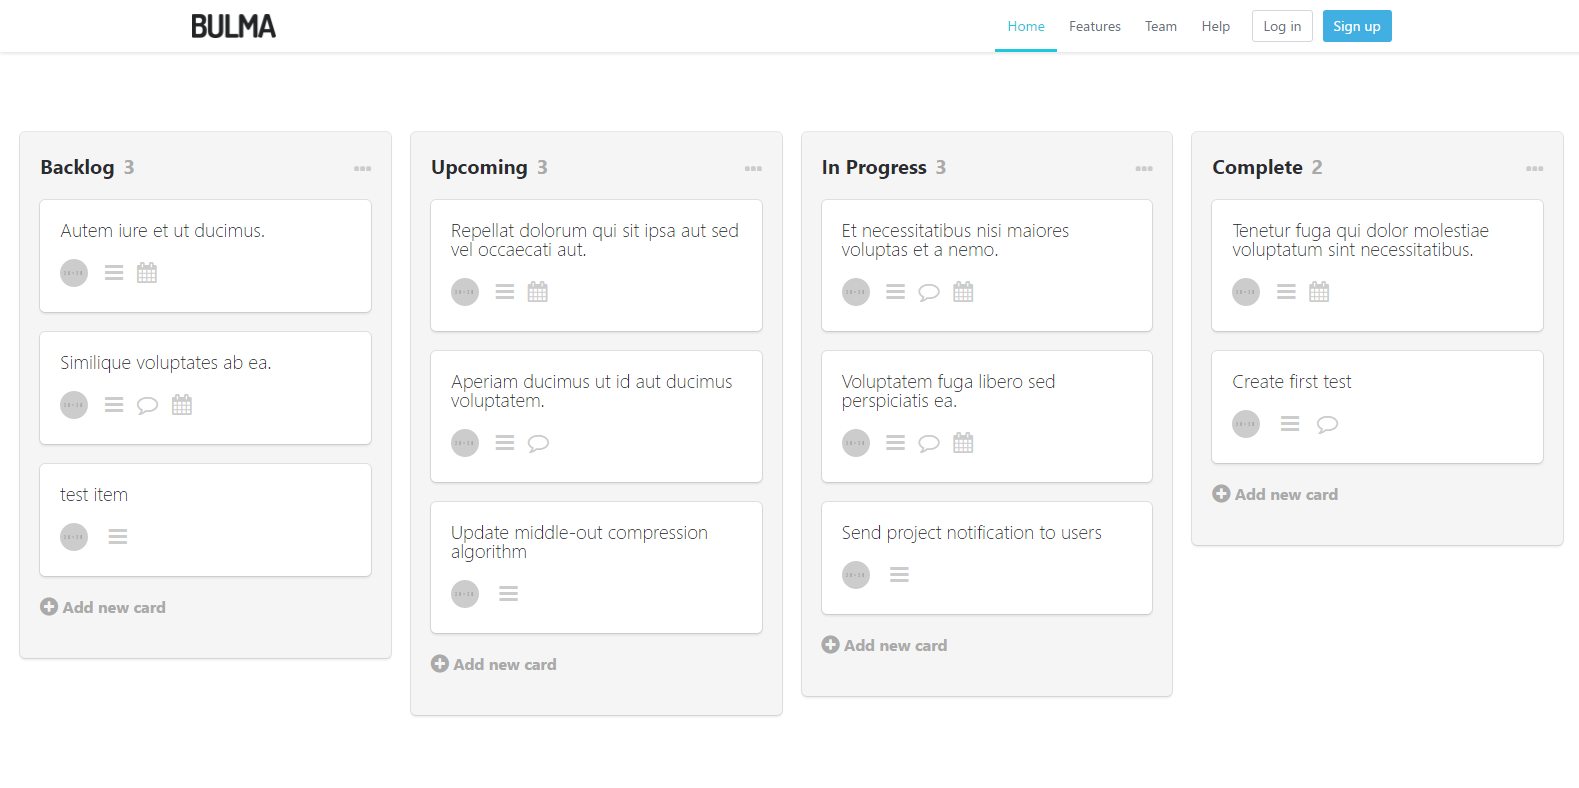 BULMA
Home
Features
Team
Help
Log in
Sign up
Backlog 3
Autem iure et ut ducimus.
Similique voluptates ab ea.
test item
Add new card
Upcoming 3
Repellat dolorum qui sit ipsa aut sed
vel occaecati aut.
Aperiam ducimus ut id aut ducimus
voluptatem.
Update middle-out compression
algorithm
Add new card
In Progress 3
Et necessitatibus nisi maiores
voluptas et a nemo.
Voluptatem fuga libero sed
perspiciatis ea.
Send project notification to users
Add new card
Complete 2
Tenetur fuga qui dolor molestiae
voluptatum sint necessitatibus.
Create first test
Add new card